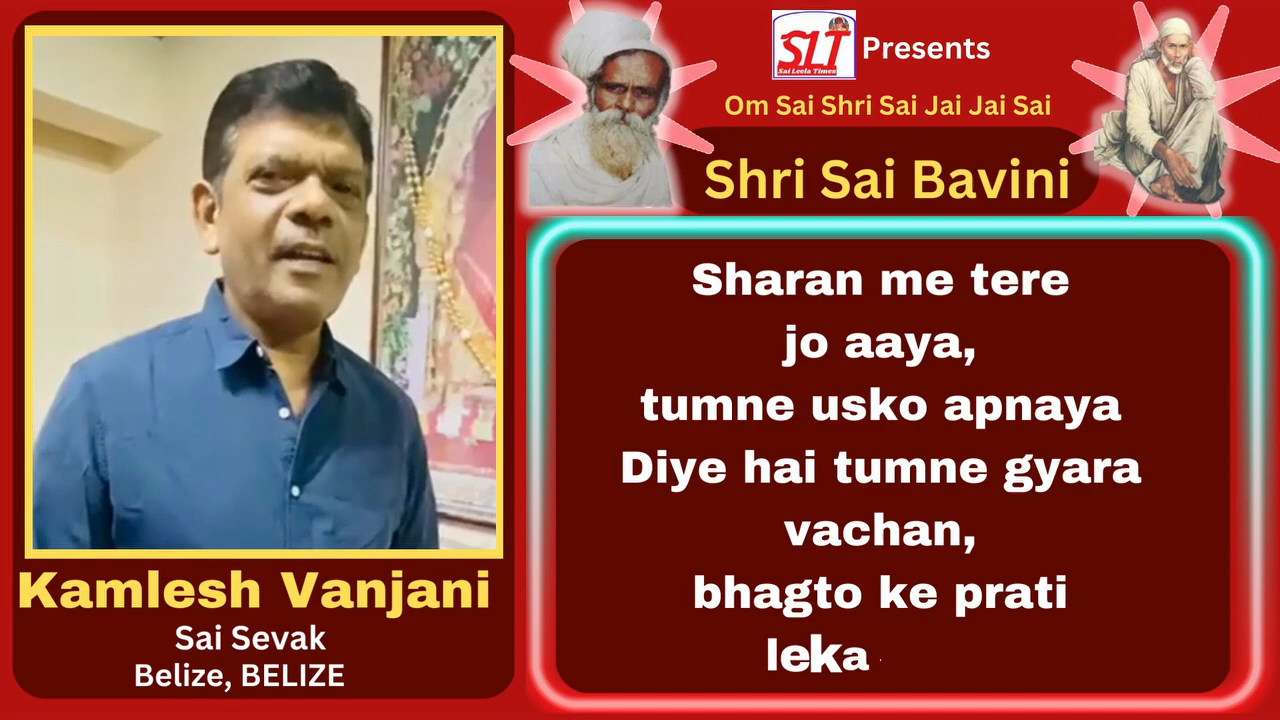 SLT
Sai Leela Times
Presents
Om Sai Shri Sai Jai Jai Sai
Shri Sai Bavini
Sharan me tere
jo aaya,
tumne usko apnaya
Diye hai tumne gyara
vachan,
bhagto ke prati
leka
Kamlesh Vanjani
Sai Sevak
Belize, BELIZE